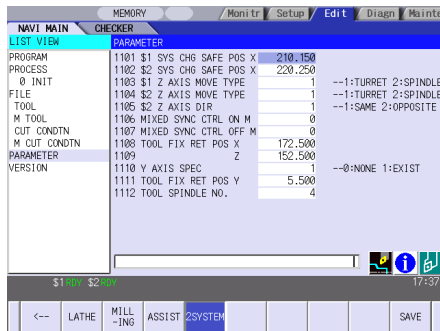 MEMORY Monitr Setup Edit Diagn Mainte
NAVI MAIN CHECKER
LIST VIEW
PARAMETER
PROGRAM
PROCESS
0 INIT
FILE
TOOL
M TOOL
CUT CONDTN
M CUT CONDTN
PARAMETER
VERSION
1101 $1 SYS CHG SAFE POS X 210.150
1102 $2 SYS CHG SAFE POS X 220.250
1103 $1 Z AXIS MOVE TYPE 1 --1:TURRET 2:SPINDLE
1104 $2 Z AXIS MOVE TYPE 1 --1:TURRET 2:SPINDLE
1105 $2 Z AXIS DIR 1 --1:SAME 2:OPPOSITE
1106 MIXED SYNC CTRL ON M 0
1107 MIXED SYNC CTRL OFF M 0
1108 TOOL FIX RET POS X 172.500
1109 Z 152.500
1110 Y AXIS SPEC 1 --0:NONE 1:EXIST
1111 TOOL FIX RET POS Y 5.500
1112 TOOL SPINDLE NO. 4
$1 RDY $2 RDY 17:37
<-- LATHE MILL -ING ASSIST 2SYSTEM SAVE